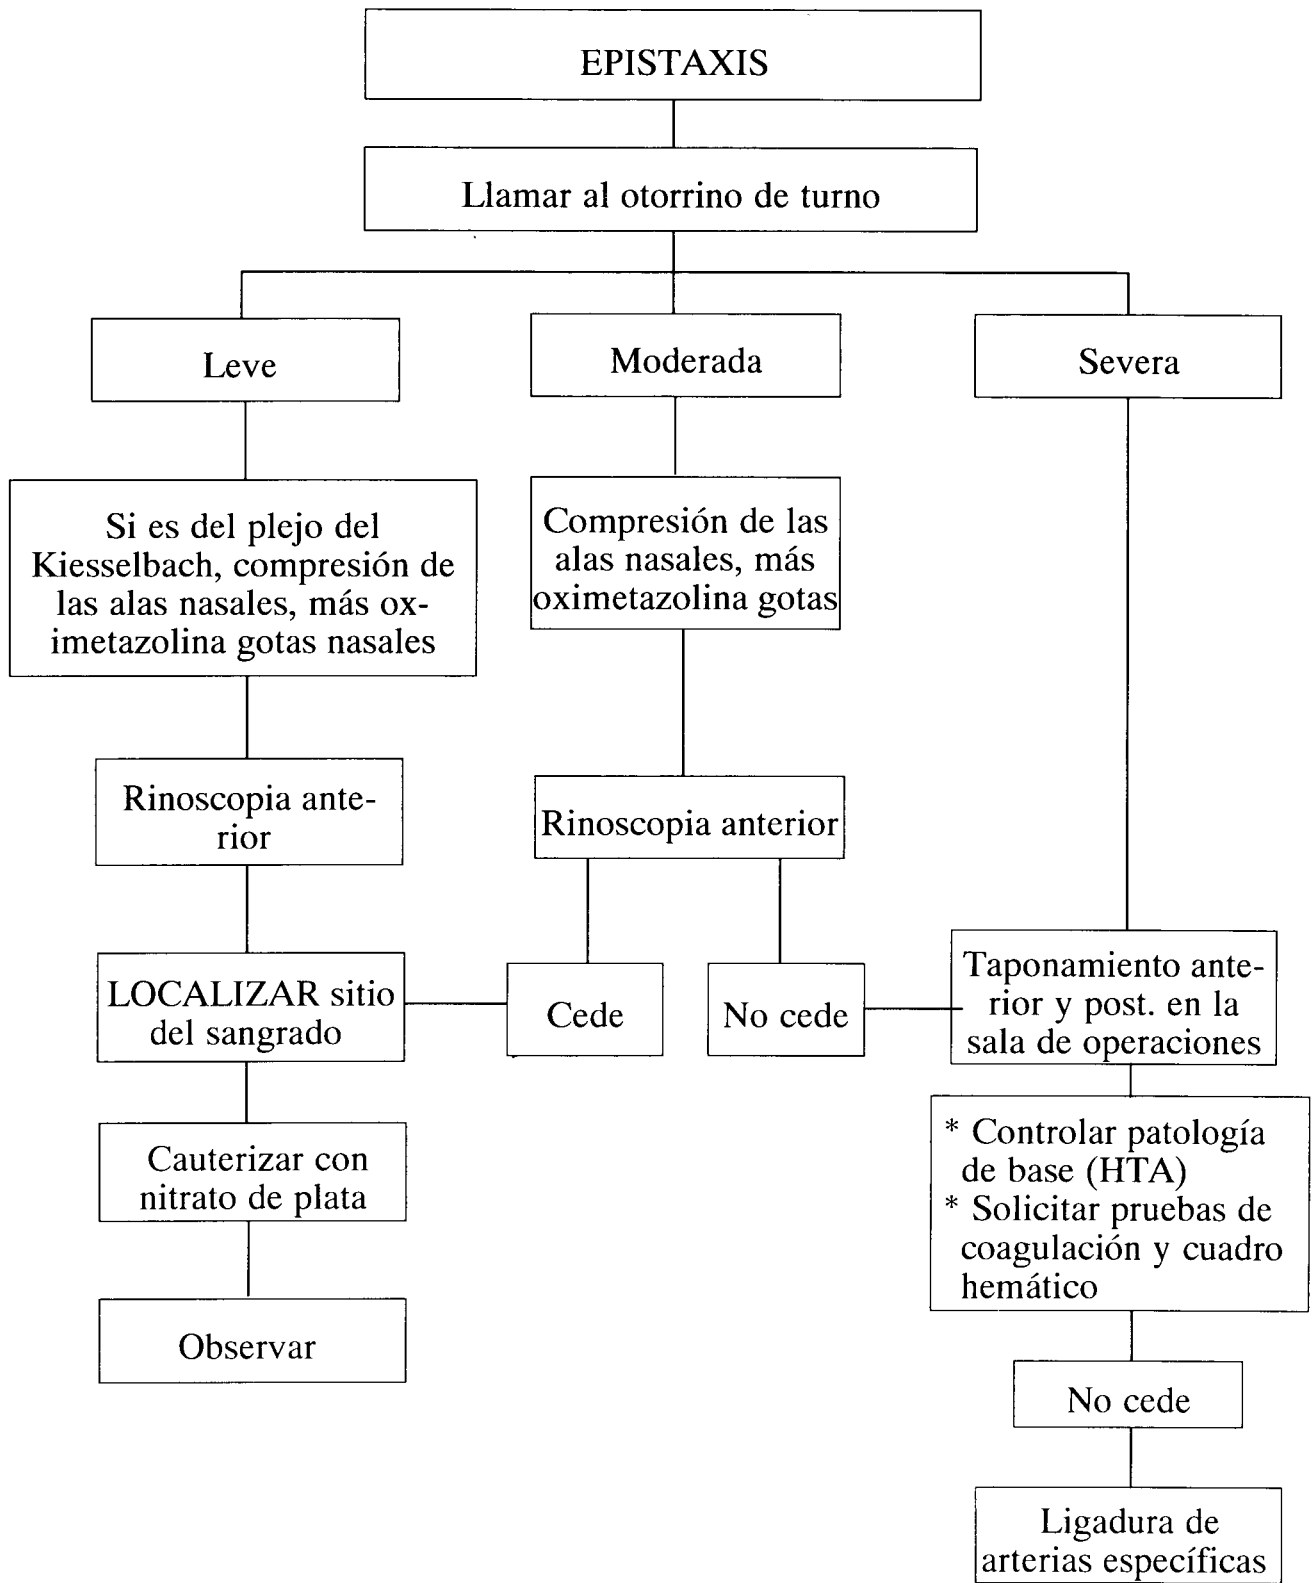 EPISTAXIS
Llamar al otorrino de turno
Leve
Moderada
Severa
Si es del plejo del
Kiesselbach, compresión de
las alas nasales, más ox-
imetazolina gotas nasales
Compresión de las
alas nasales, más
oximetazolina gotas
Rinoscopia ante-
rior
Rinoscopia anterior
LOCALIZAR sitio
del sangrado
Cede
No cede
Taponamiento ante-
rior y post. en la
sala de operaciones
Cauterizar con
nitrato de plata
* Controlar patología
de base (HTA)
* Solicitar pruebas de
coagulación y cuadro
hemático
Observar
No cede
Ligadura de
arterias específicas